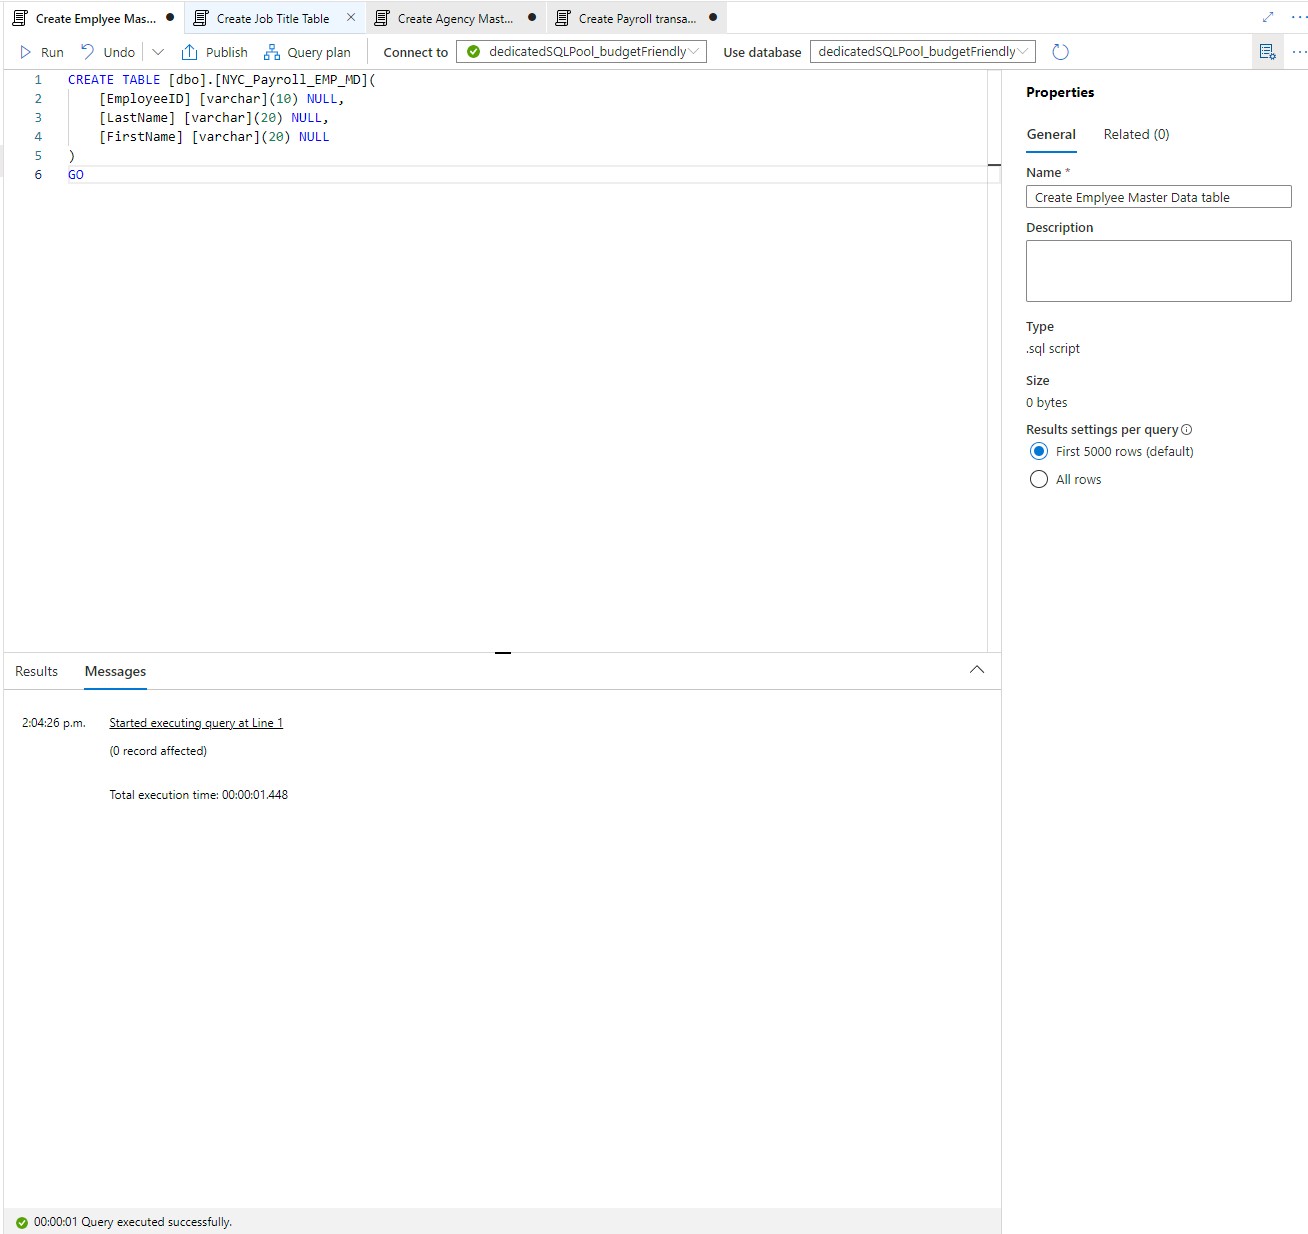 Create Emplyee Mas...
Create Job Title Table
Create Agency Mast...
Create Payroll transa...
Run
Undo
Publish
Query plan
Connect to
dedicatedSQLPool_budgetFriendly
Use database
dedicatedSQLPool_budgetFriendly
1 CREATE TABLE [dbo].[NYC_Payroll_EMP_MD](
2 [EmployeeID] [varchar](10) NULL,
3 [LastName] [varchar](20) NULL,
4 [FirstName] [varchar](20) NULL
5 )
6 GO
Properties
General
Related (0)
Name *
Create Emplyee Master Data table
Description
Type
.sql script
Size
0 bytes
Results settings per query
First 5000 rows (default)
All rows
Results
Messages
2:04:26 p.m.
Started executing query at Line 1
(0 record affected)
Total execution time: 00:00:01.448
00:00:01 Query executed successfully.